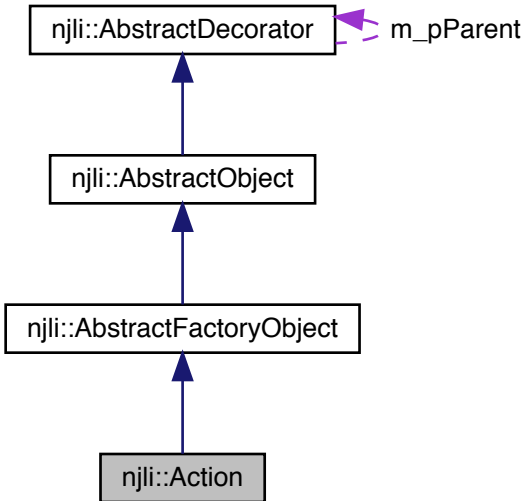 njli::AbstractDecorator
m_pParent
njli::AbstractObject
njli::AbstractFactoryObject
njli::Action